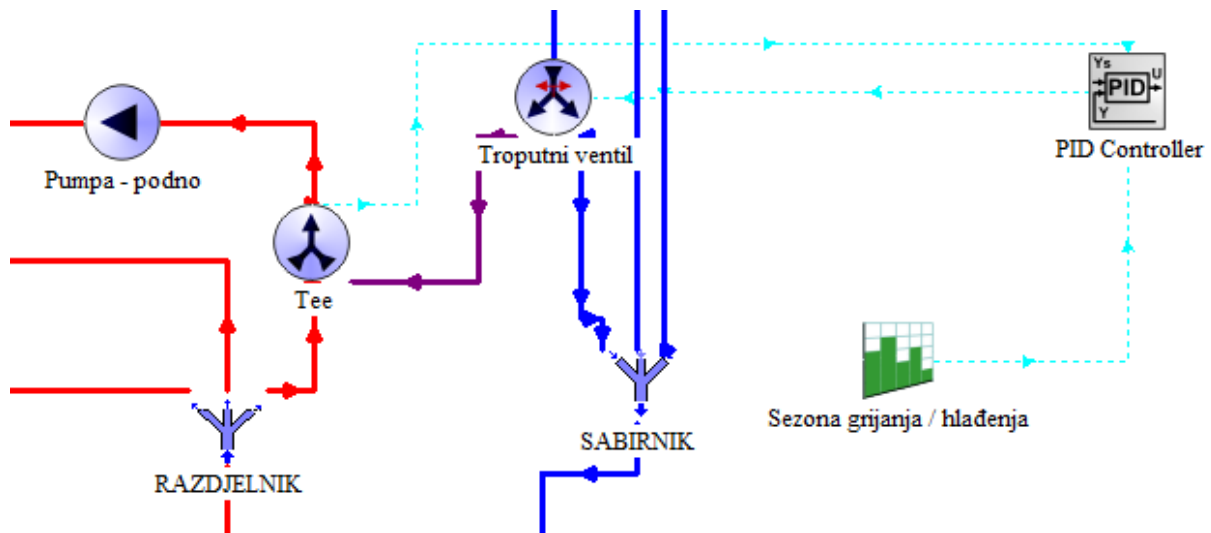 Ys
U
PID
Y
PID Controller
Troputni ventil
Pumpa - podno
Tee
Sezona grijanja / hlađenja
SABIRNIK
RAZDJELNIK